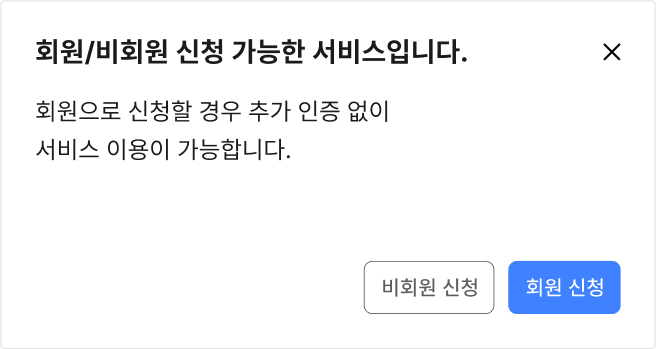 회원/비회원 신청 가능한 서비스입니다.
회원으로 신청할 경우 추가 인증 없이
서비스 이용이 가능합니다.
비회원 신청
회원 신청